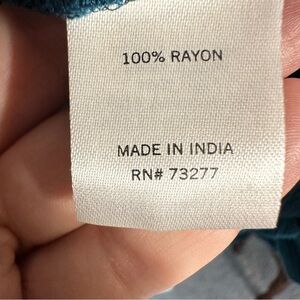 100% RAYON
MADE IN INDIA
RN# 73277